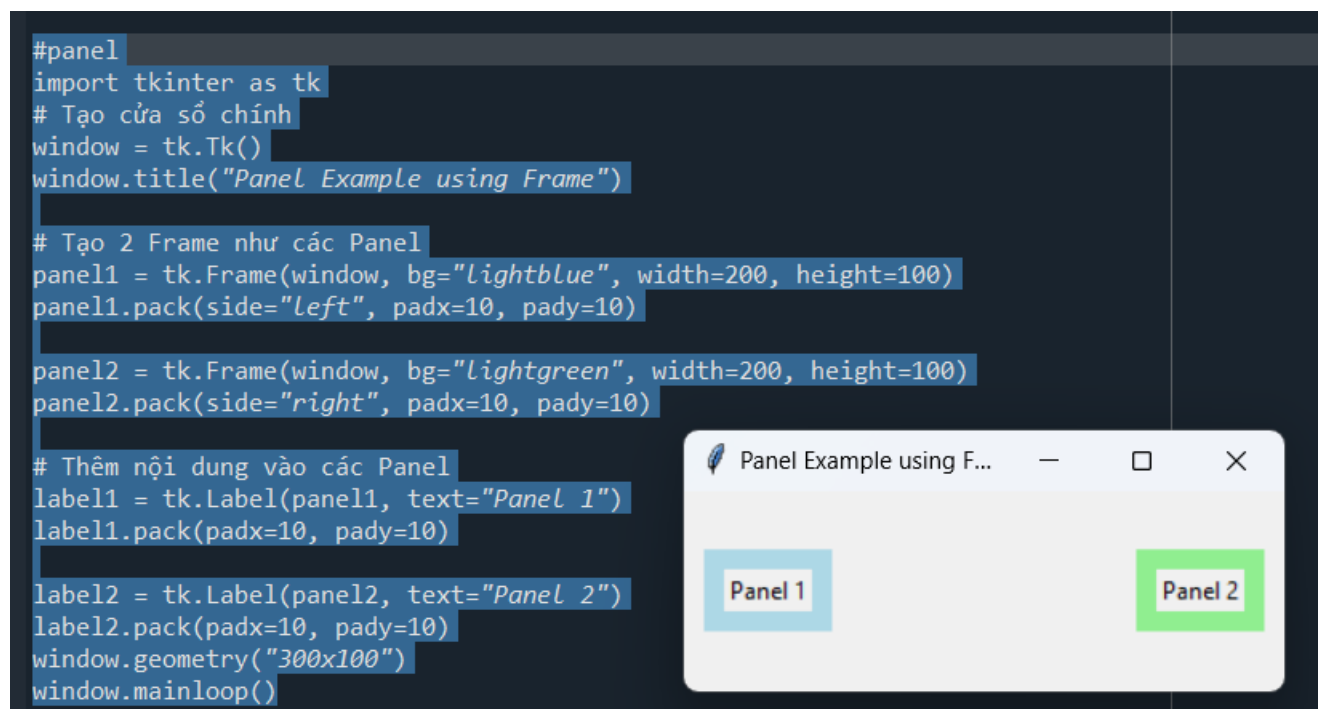 #panel
import tkinter as tk
# Tạo cửa sổ chính
window = tk.Tk()
window.title("Panel Example using Frame")
# Tạo 2 Frame như các Panel
panel1 = tk.Frame(window, bg="lightblue", width=200, height=100)
panel1.pack(side="left", padx=10, pady=10)
panel2 = tk.Frame(window, bg="lightgreen", width=200, height=100)
panel2.pack(side="right", padx=10, pady=10)
# Thêm nội dung vào các Panel
label1 = tk.Label(panel1, text="Panel 1")
label1.pack(padx=10, pady=10)
label2 = tk.Label(panel2, text="Panel 2")
label2.pack(padx=10, pady=10)
window.geometry("300x100")
window.mainloop()
Panel Example using F...
Panel 1
Panel 2